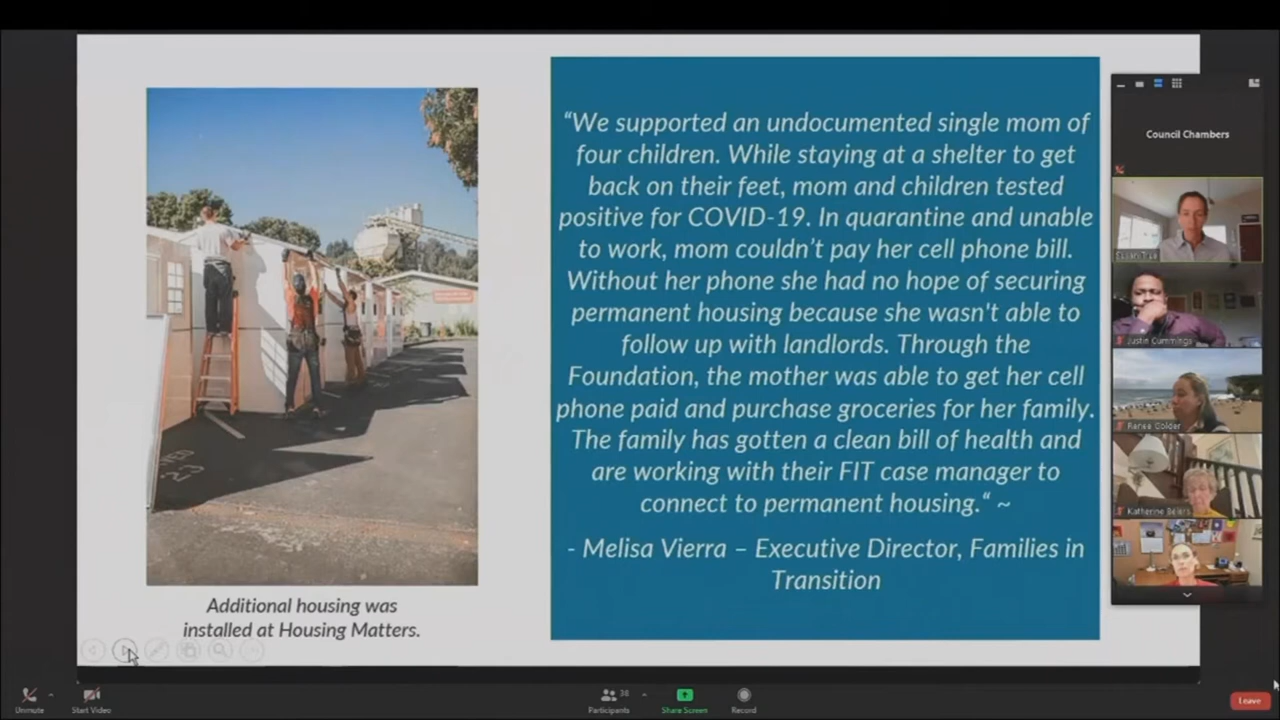 “We supported an undocumented single mom of
four children. While staying at a shelter to get
back on their feet, mom and children tested
positive for COVID-19. In quarantine and unable
to work, mom couldn’t pay her cell phone bill.
Without her phone she had no hope of securing
permanent housing because she wasn't able to
follow up with landlords. Through the
Foundation, the mother was able to get her cell
phone paid and purchase groceries for her family.
The family has gotten a clean bill of health and
are working with their FIT case manager to
connect to permanent housing.“ ~
- Melisa Vierra – Executive Director, Families in
Transition
Additional housing was
installed at Housing Matters.
Council Chambers
Susan True
Justin Cummings
Renee Golder
Katherine Beiers
Unmute
Start Video
Participants
36
Share Screen
Record
Leave